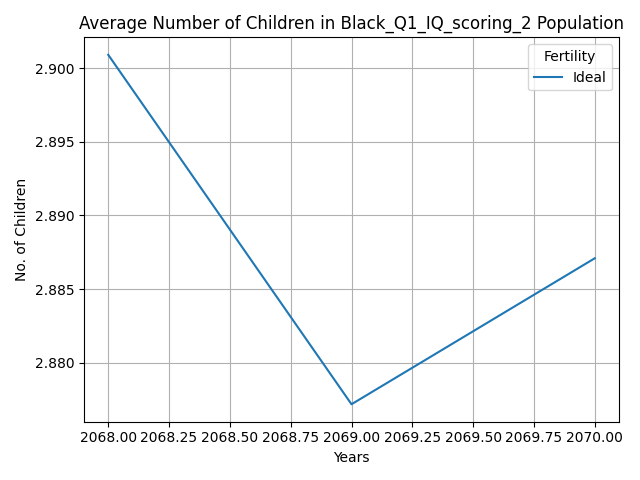 Average Number of Children in Black_Q1_IQ_scoring_2 Population
Fertility
Ideal
2.900
2.895
2.890
2.885
2.880
No. of Children
2068.00 2068.25 2068.50 2068.75 2069.00 2069.25 2069.50 2069.75 2070.00
Years